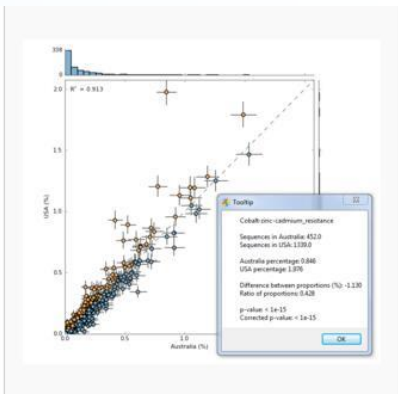 338
0
2.0
R² = 0.913
1.5
USA (%)
1.0
0.5
0.0
0.0 0.5 1.0
Australia (%)
Tooltip
Cobalt-zinc-cadmium_resistance
Sequences in Australia: 452.0
Sequences in USA: 1339.0
Australia percentage: 0.846
USA percentage: 1.976
Difference between proportions (%): -1.130
Ratio of proportions: 0.428
p-value: < 1e-15
Corrected p-value: < 1e-15
OK